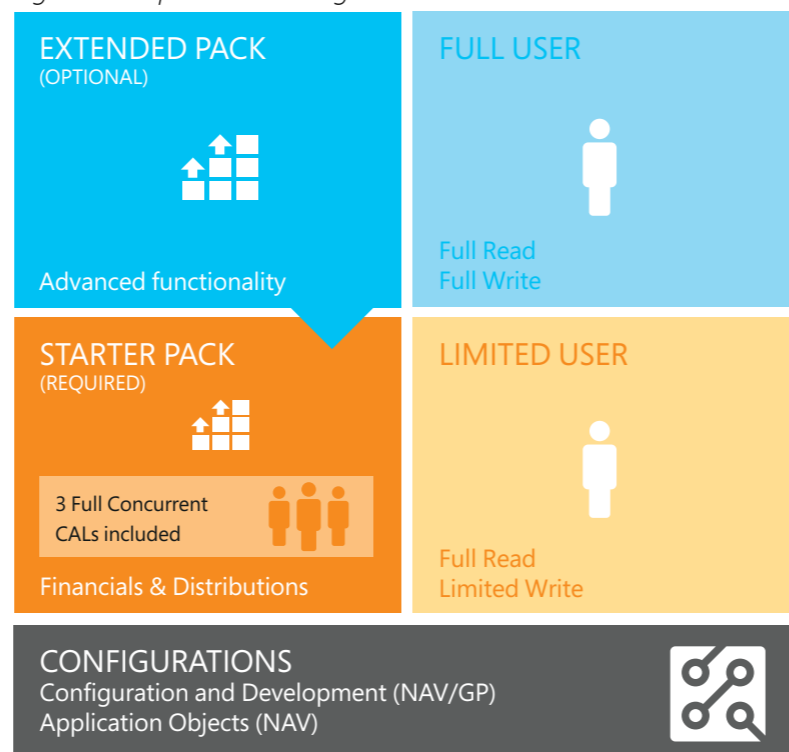 EXTENDED PACK
(OPTIONAL)
Advanced functionality
FULL USER
Full Read
Full Write
STARTER PACK
(REQUIRED)
3 Full Concurrent
CALs included
Financials & Distributions
LIMITED USER
Full Read
Limited Write
CONFIGURATIONS
Configuration and Development (NAV/GP)
Application Objects (NAV)